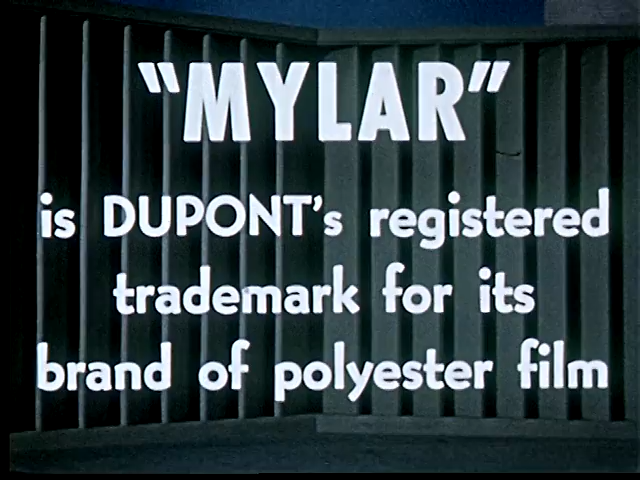 "MYLAR"
is DUPONT's registered
trademark for its
brand of polyester film